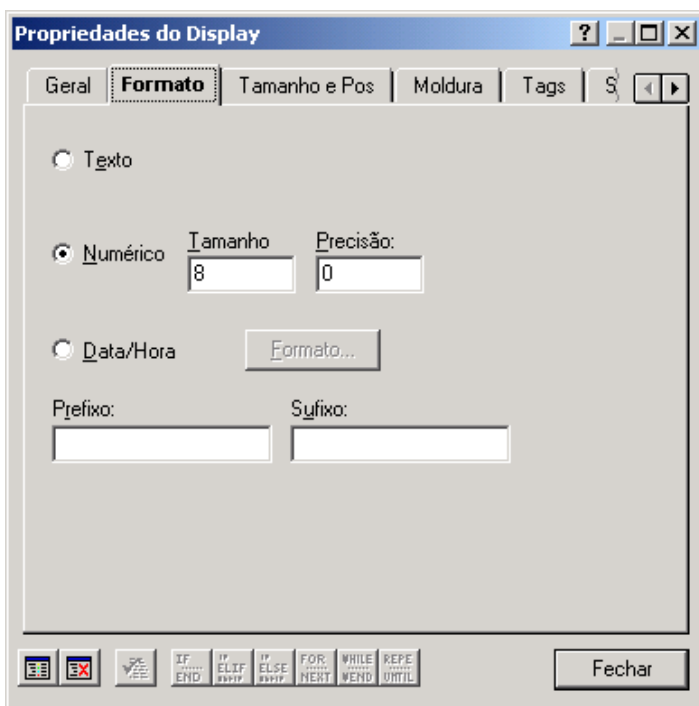 Propriedades do Display
Geral Formato Tamanho e Pos Moldura Tags S
Texto
Tamanho Precisão:
Numérico 8 0
Data/Hora Formato...
Prefixo: Sufixo:
IF ELIF ELSE FOR WHILE REPE
END NEXT WEND UNTIL
Fechar